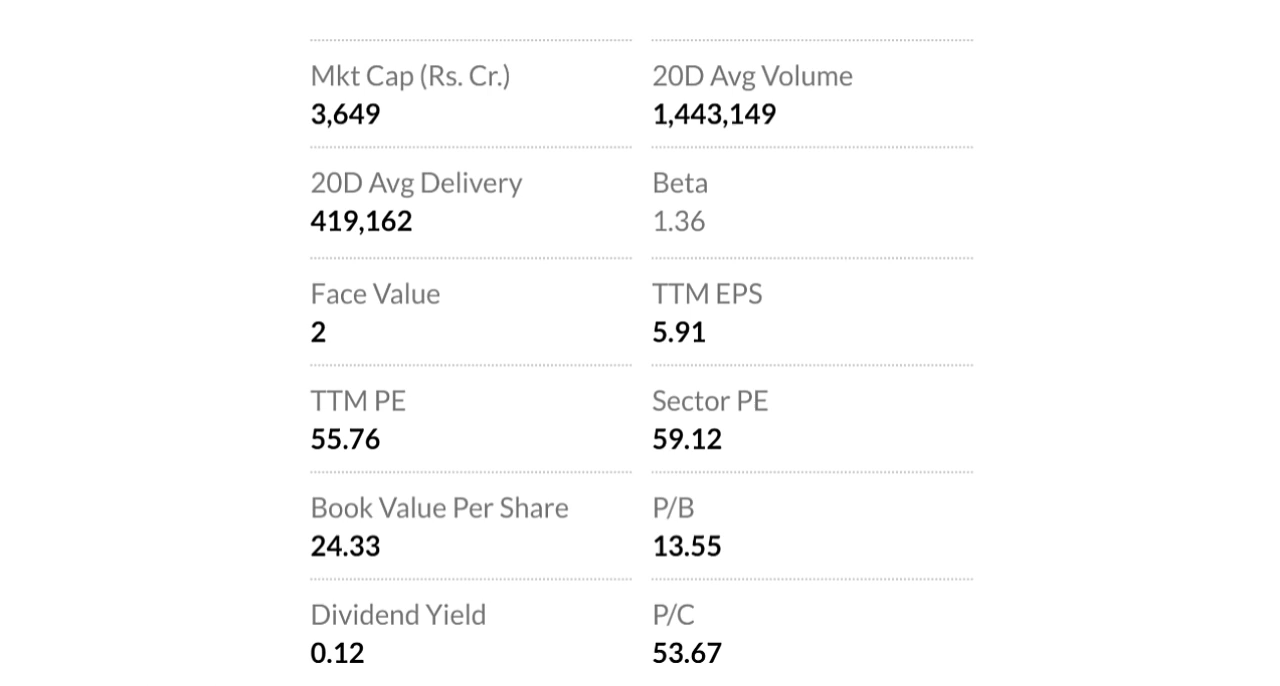 Mkt Cap (Rs. Cr.)
3,649
20D Avg Volume
1,443,149
20D Avg Delivery
419,162
Beta
1.36
Face Value
2
TTM EPS
5.91
TTM PE
55.76
Sector PE
59.12
Book Value Per Share
24.33
P/B
13.55
Dividend Yield
0.12
P/C
53.67